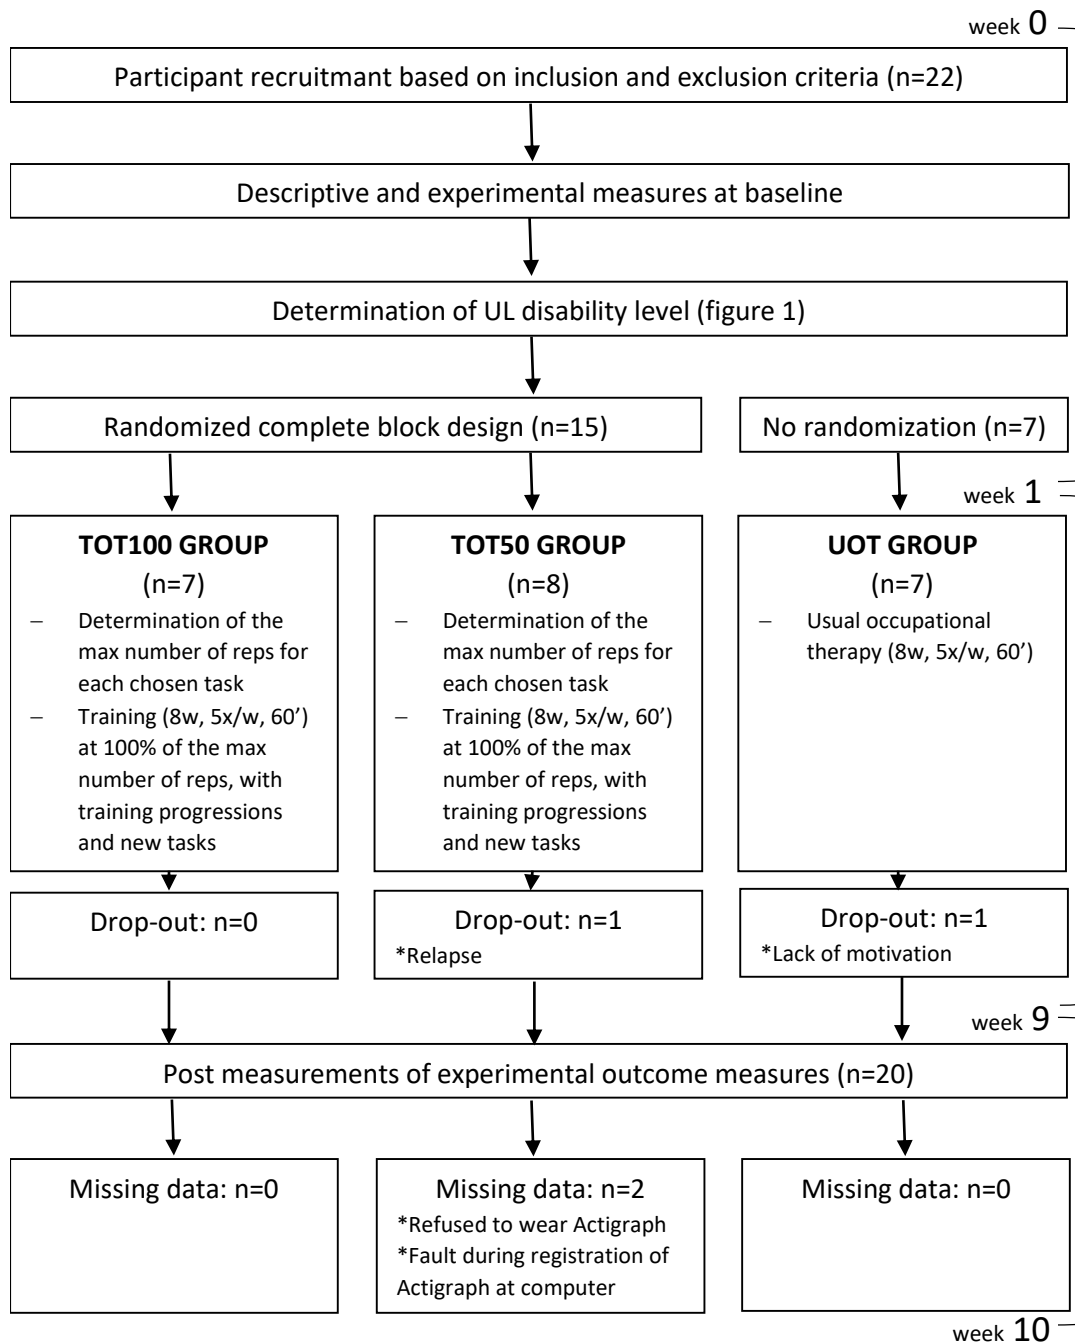 week 0
Participant recruitmant based on inclusion and exclusion criteria (n=22)
Descriptive and experimental measures at baseline
Determination of UL disability level (figure 1)
Randomized complete block design (n=15)
No randomization (n=7)
week 1
TOT100 GROUP
(n=7)
– Determination of the
max number of reps for
each chosen task
– Training (8w, 5x/w, 60’)
at 100% of the max
number of reps, with
training progressions
and new tasks
TOT50 GROUP
(n=8)
– Determination of the
max number of reps for
each chosen task
– Training (8w, 5x/w, 60’)
at 100% of the max
number of reps, with
training progressions
and new tasks
UOT GROUP
(n=7)
– Usual occupational
therapy (8w, 5x/w, 60’)
Drop-out: n=0
Drop-out: n=1
*Relapse
Drop-out: n=1
*Lack of motivation
week 9
Post measurements of experimental outcome measures (n=20)
Missing data: n=0
Missing data: n=2
*Refused to wear Actigraph
*Fault during registration of
Actigraph at computer
Missing data: n=0
week 10